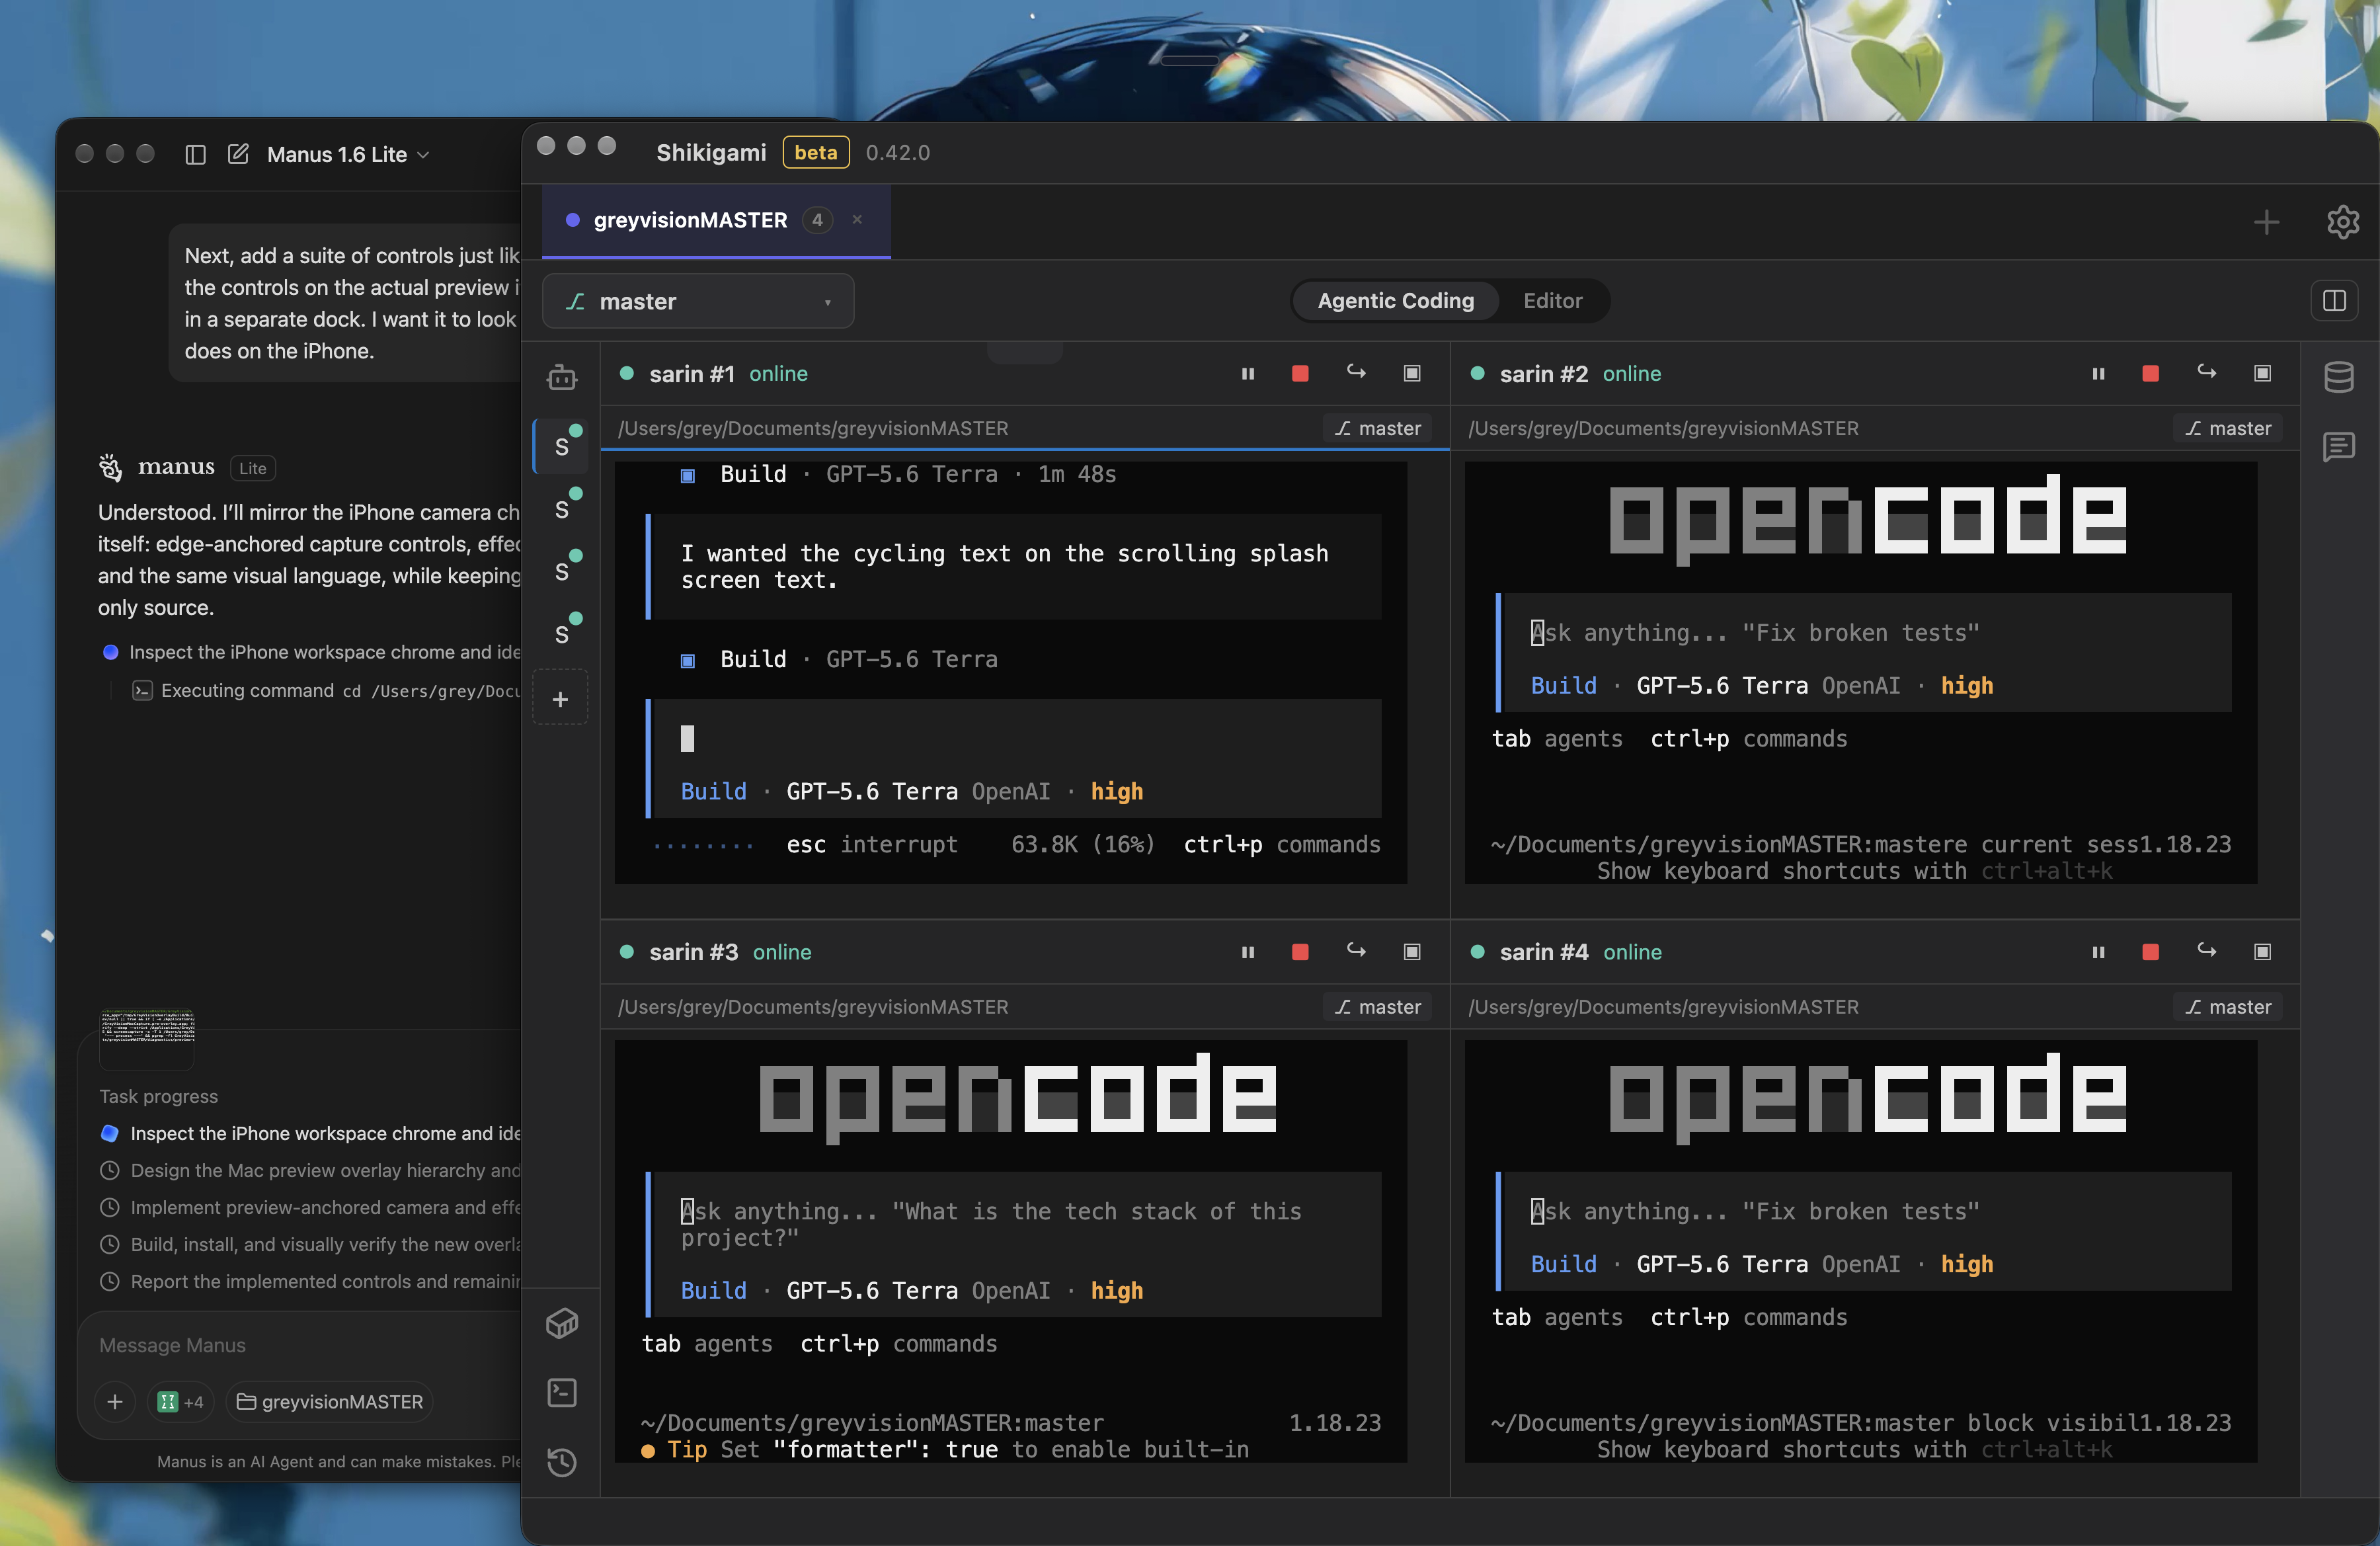 Manus 1.6 Lite
Next, add a suite of controls just lik
the controls on the actual preview i
in a separate dock. I want it to look
does on the iPhone.
manus Lite
Understood. I'll mirror the iPhone camera ch
itself: edge-anchored capture controls, effec
and the same visual language, while keeping
only source.
Inspect the iPhone workspace chrome and ide
Executing command cd /Users/grey/Docu
Task progress
Inspect the iPhone workspace chrome and ide
Design the Mac preview overlay hierarchy and
Implement preview-anchored camera and effe
Build, install, and visually verify the new overla
Report the implemented controls and remainin
Message Manus
+4 greyvisionMASTER
Manus is an AI Agent and can make mistakes. Ple
Shikigami beta 0.42.0
greyvisionMASTER 4 ×
master
Agentic Coding Editor
S
S
S
S
+
sarin #1 online
/Users/grey/Documents/greyvisionMASTER master
Build · GPT-5.6 Terra · 1m 48s
I wanted the cycling text on the scrolling splash
screen text.
Build · GPT-5.6 Terra
Build · GPT-5.6 Terra OpenAI · high
esc interrupt 63.8K (16%) ctrl+p commands
sarin #2 online
/Users/grey/Documents/greyvisionMASTER master
opencode
Ask anything... "Fix broken tests"
Build · GPT-5.6 Terra OpenAI · high
tab agents ctrl+p commands
~/Documents/greyvisionMASTER:mastere current sess1.18.23
Show keyboard shortcuts with ctrl+alt+k
sarin #3 online
/Users/grey/Documents/greyvisionMASTER master
opencode
Ask anything... "What is the tech stack of this
project?"
Build · GPT-5.6 Terra OpenAI · high
tab agents ctrl+p commands
~/Documents/greyvisionMASTER:master 1.18.23
● Tip Set "formatter": true to enable built-in
sarin #4 online
/Users/grey/Documents/greyvisionMASTER master
opencode
Ask anything... "Fix broken tests"
Build · GPT-5.6 Terra OpenAI · high
tab agents ctrl+p commands
~/Documents/greyvisionMASTER:master block visibil1.18.23
Show keyboard shortcuts with ctrl+alt+k